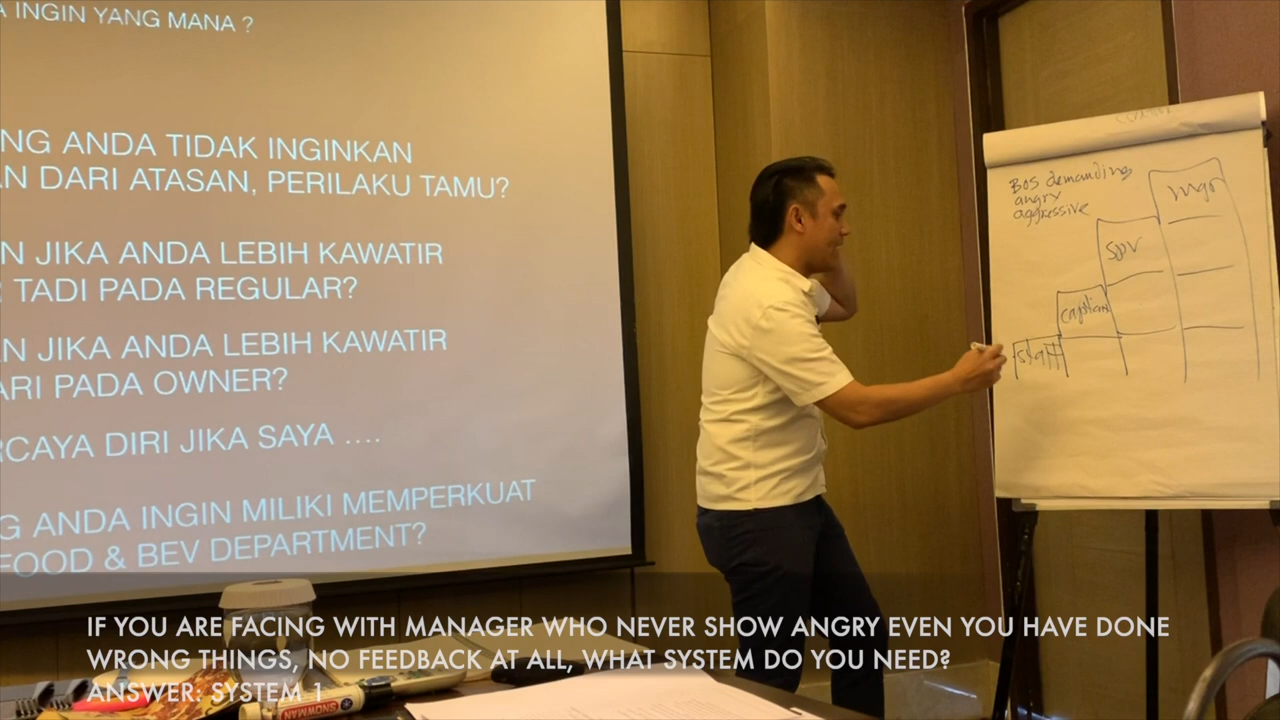 A INGIN YANG MANA ?
NG ANDA TIDAK INGINKAN
AN DARI ATASAN, PERILAKU TAMU?
AN JIKA ANDA LEBIH KAWATIR
TADI PADA REGULAR?
AN JIKA ANDA LEBIH KAWATIR
ARI PADA OWNER?
RCAYA DIRI JIKA SAYA ....
G ANDA INGIN MILIKI MEMPERKUAT
FOOD & BEV DEPARTMENT?
BOS demanding
angry
aggressive
mgr
SPV
captain
staff
IF YOU ARE FACING WITH MANAGER WHO NEVER SHOW ANGRY EVEN YOU HAVE DONE
WRONG THINGS, NO FEEDBACK AT ALL, WHAT SYSTEM DO YOU NEED?
ANSWER: SYSTEM 1
SNOWMAN